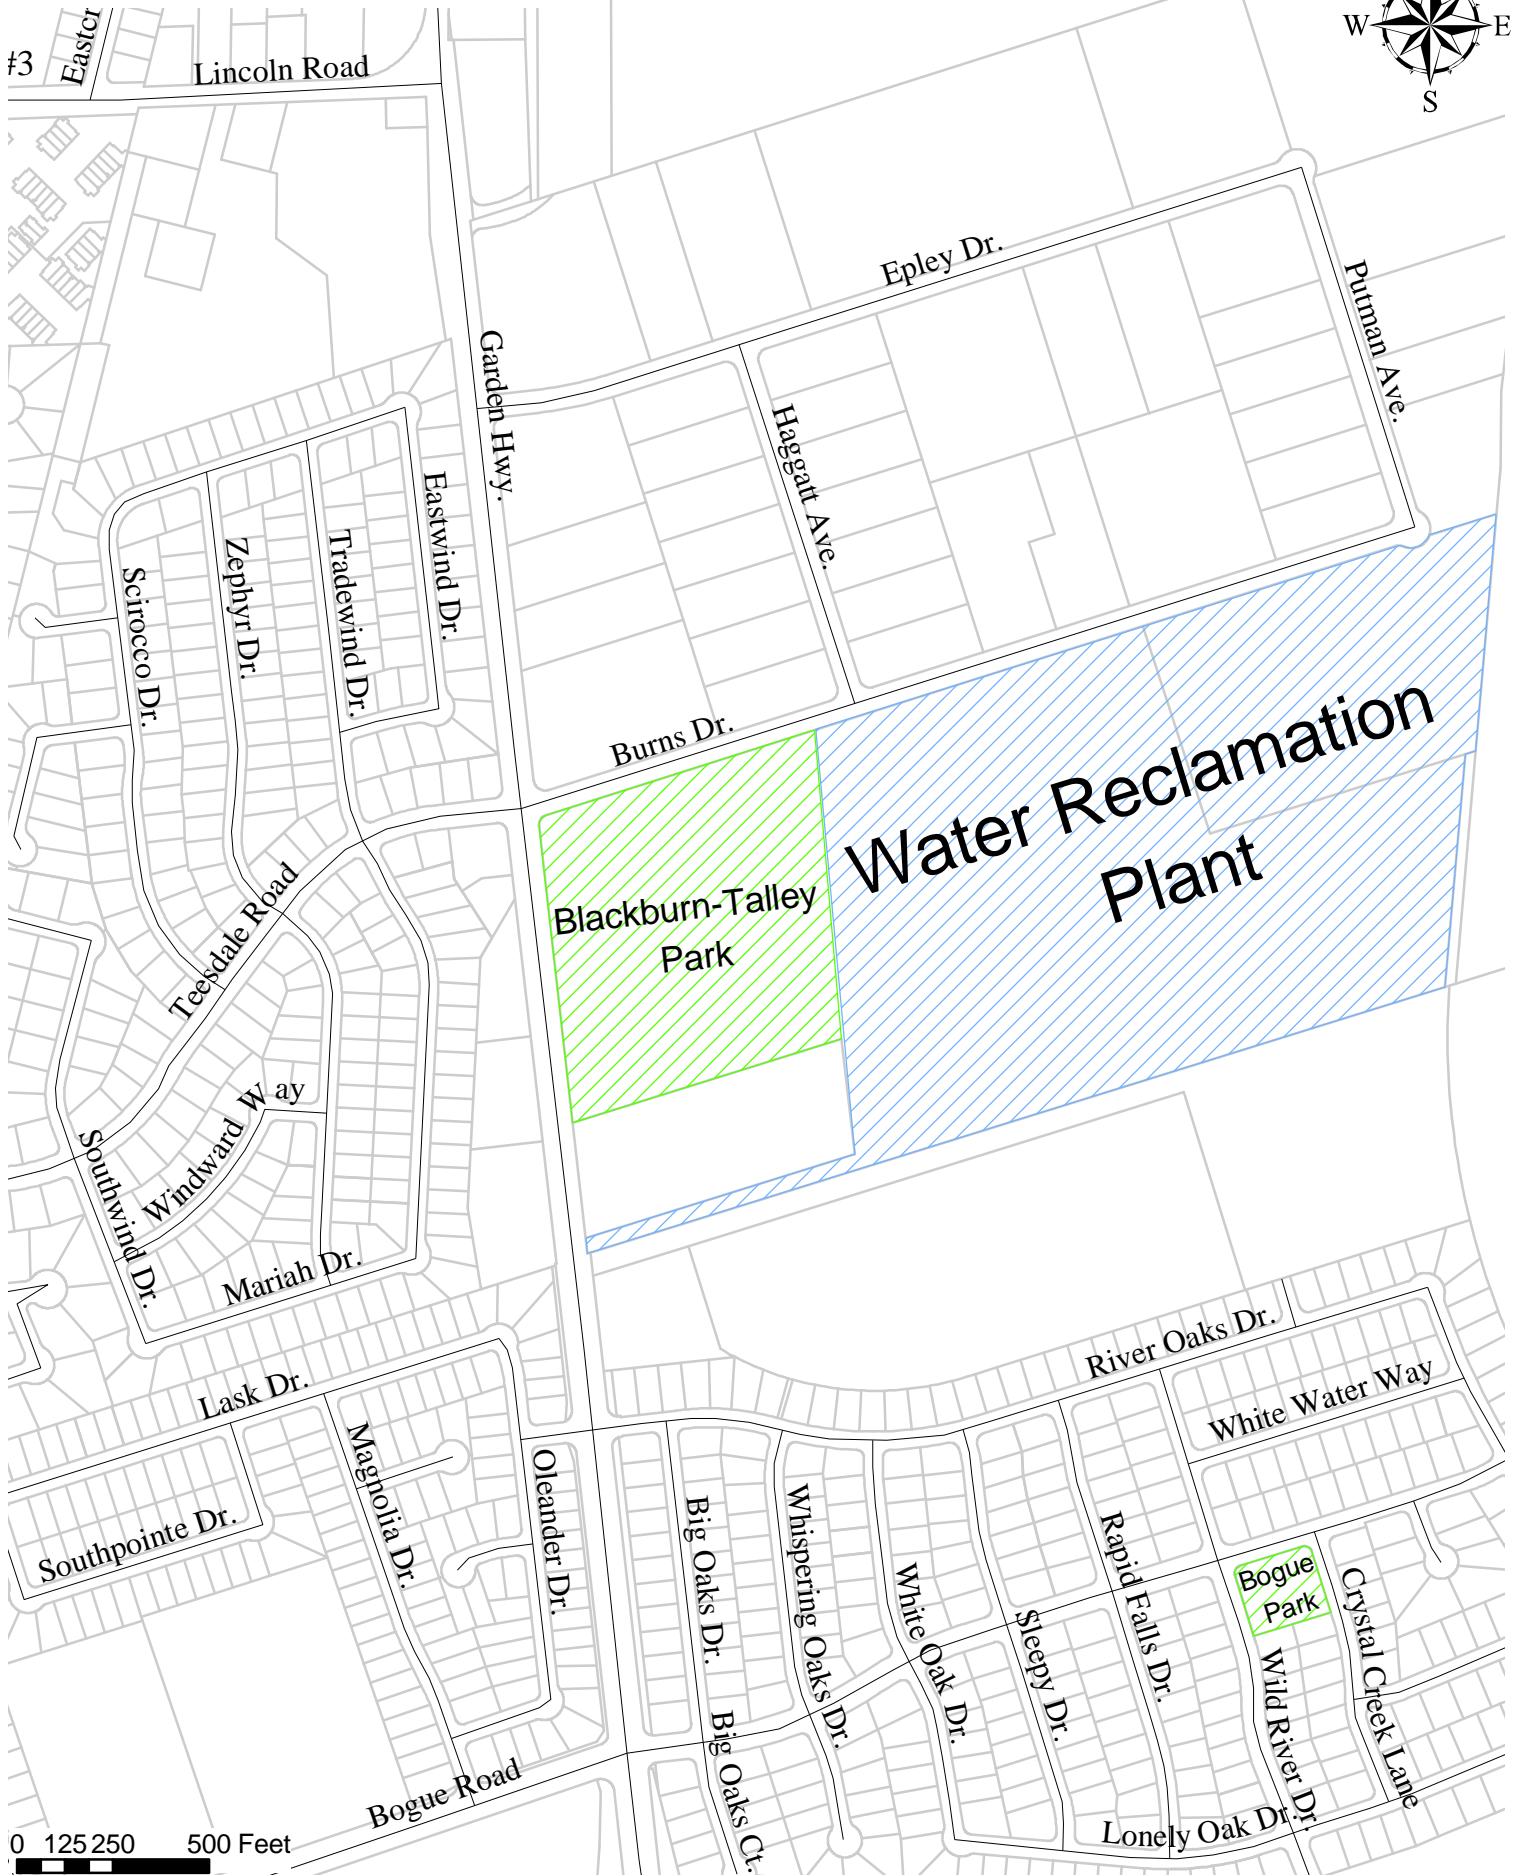 #3
Eastcr
Lincoln Road
W
E
S
Epley Dr.
Putman Ave.
Garden Hwy.
Haggatt Ave.
Eastwind Dr.
Tradewind Dr.
Zephyr Dr.
Scirocco Dr.
Burns Dr.
Water Reclamation
Plant
Blackburn-Talley
Park
Teesdale Road
Windward Way
Southwind Dr.
Mariah Dr.
River Oaks Dr.
White Water Way
Lask Dr.
Magnolia Dr.
Oleander Dr.
Southpointe Dr.
Big Oaks Dr.
Whispering Oaks Dr.
White Oak Dr.
Sleepy Dr.
Rapid Falls Dr.
Bogue
Park
Crystal Creek Lane
Wild River Dr.
Big Oaks Ct.
Bogue Road
Lonely Oak Dr.
0 125 250 500 Feet